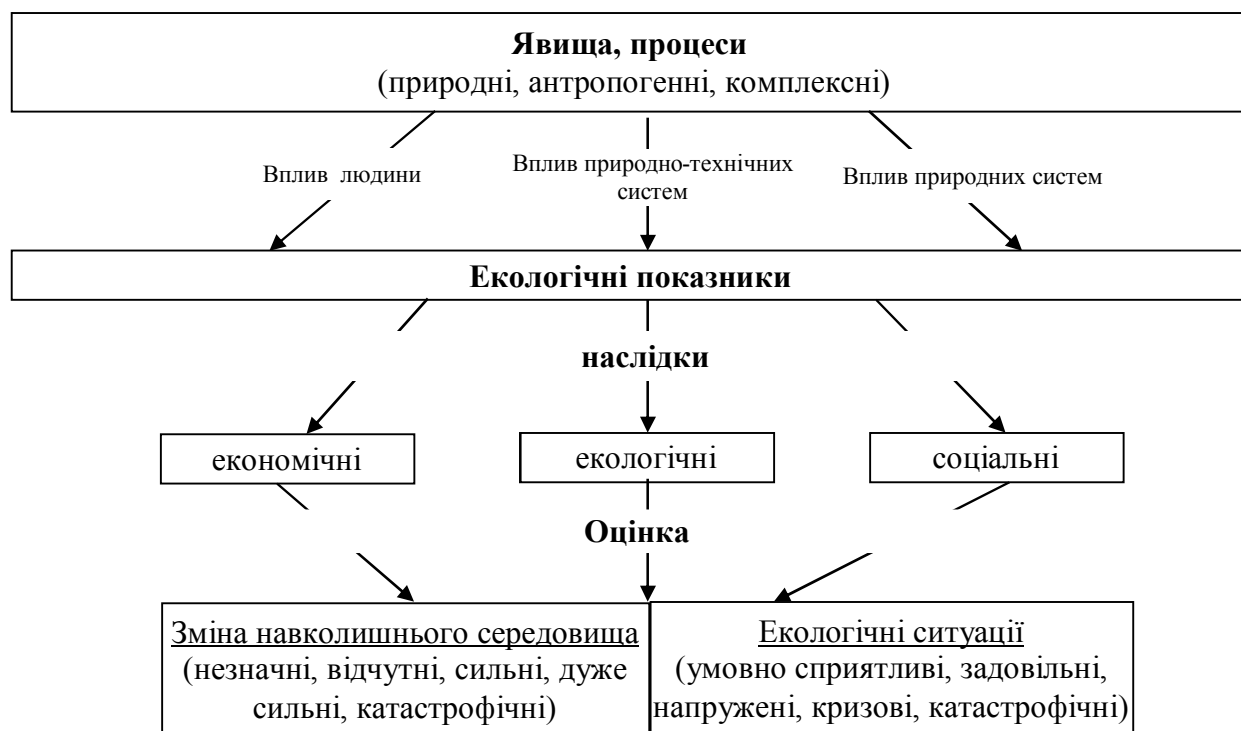 Явища, процеси
(природні, антропогенні, комплексні)
Вплив людини
Вплив природно-технічних
систем
Вплив природних систем
Екологічні показники
наслідки
економічні
екологічні
соціальні
Оцінка
Зміна навколишнього середовища
(незначні, відчутні, сильні, дуже
сильні, катастрофічні)
Екологічні ситуації
(умовно сприятливі, задовільні,
напружені, кризові, катастрофічні)